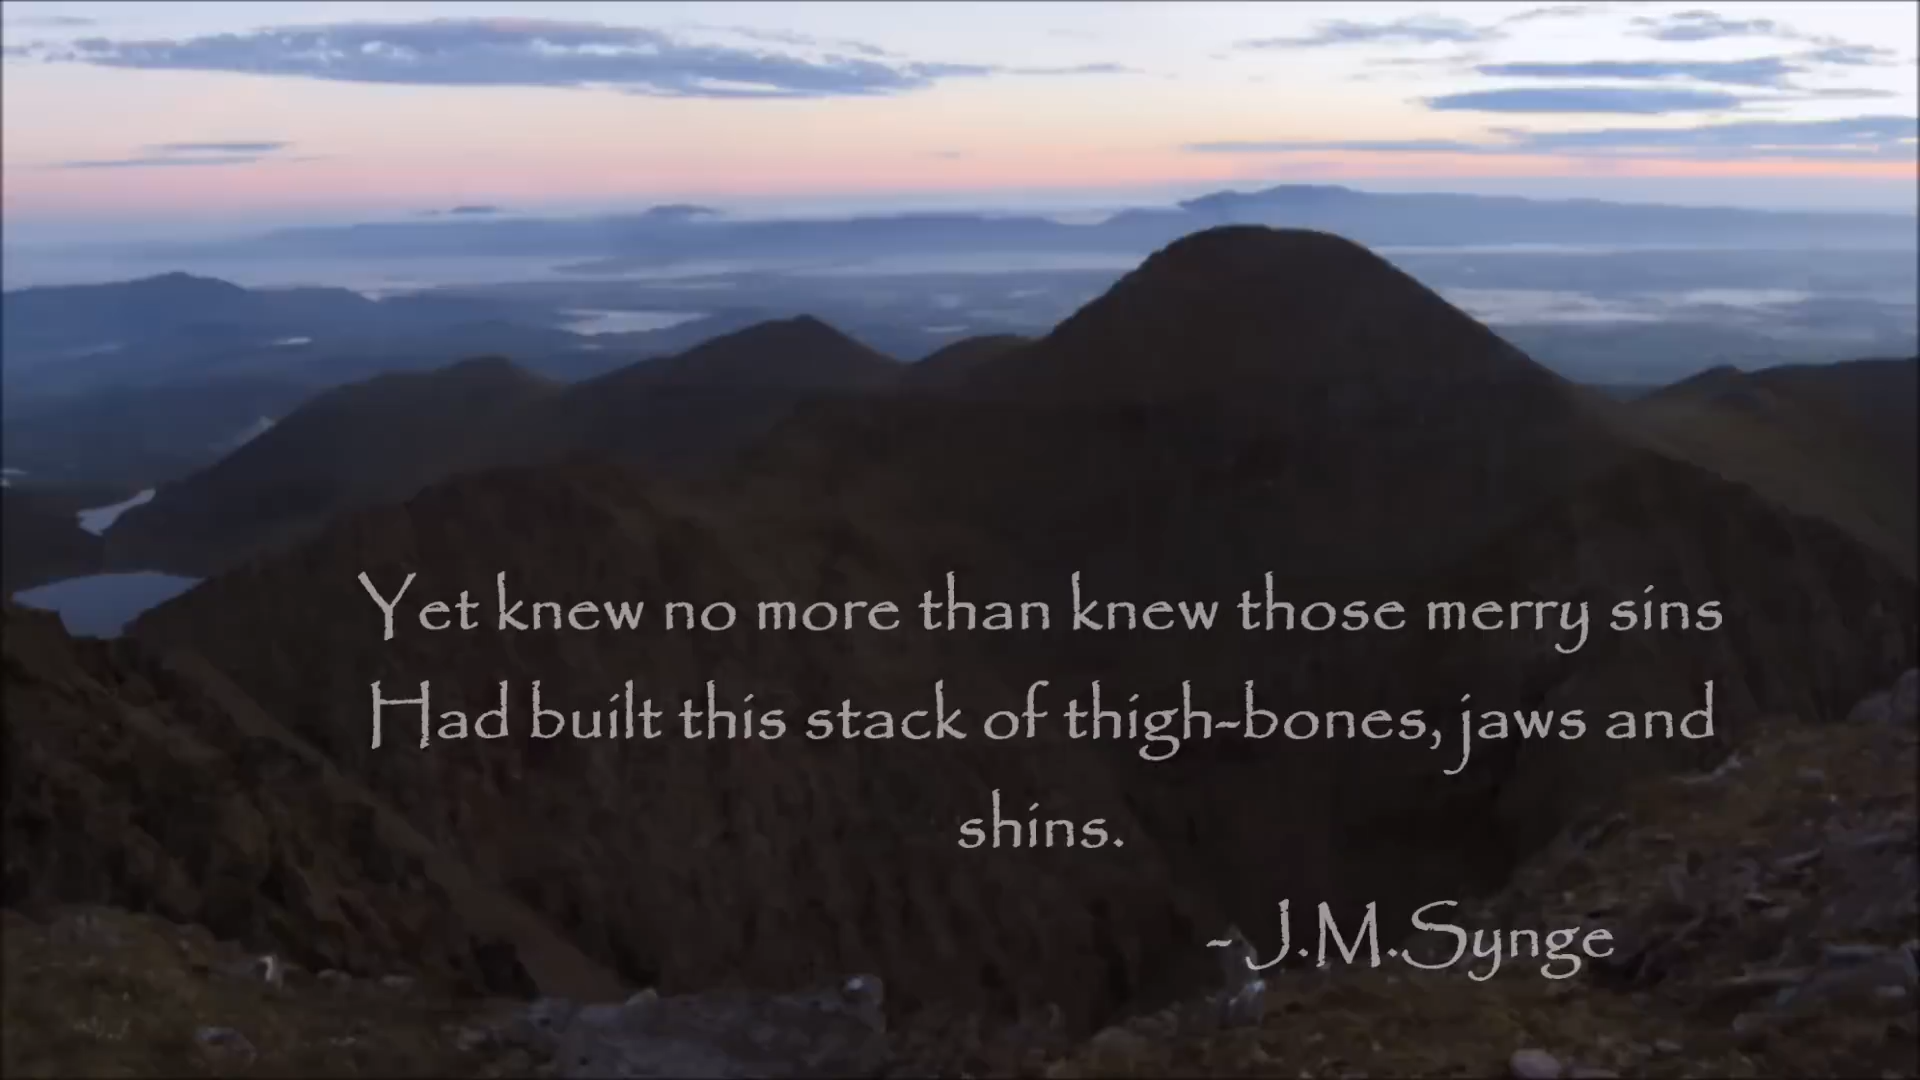 Yet knew no more than knew those merry sins
Had built this stack of thigh-bones, jaws and
shins.
- J.M.Synge